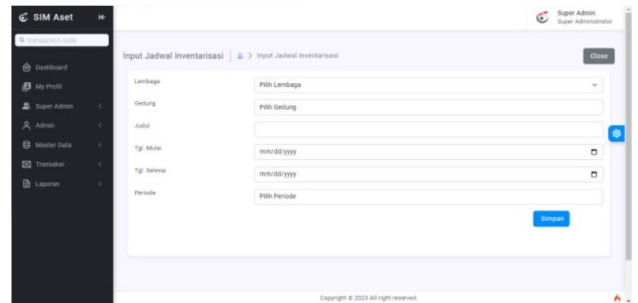 SIM Aset
Super Admin
Super Administrator
transaction code
Input Jadwal Inventarisasi
Input Jadwal Inventarisasi
Close
Dashboard
My Profil
Super Admin
Admin
Master Data
Transaksi
Laporan
Lembaga
Pilih Lembaga
Gedung
Pilih Gedung
Judul
Tgl. Mulai
mm/dd/yyyy
Tgl. Selesai
mm/dd/yyyy
Periode
Pilih Periode
Simpan
Copyright © 2023 All right reserved.